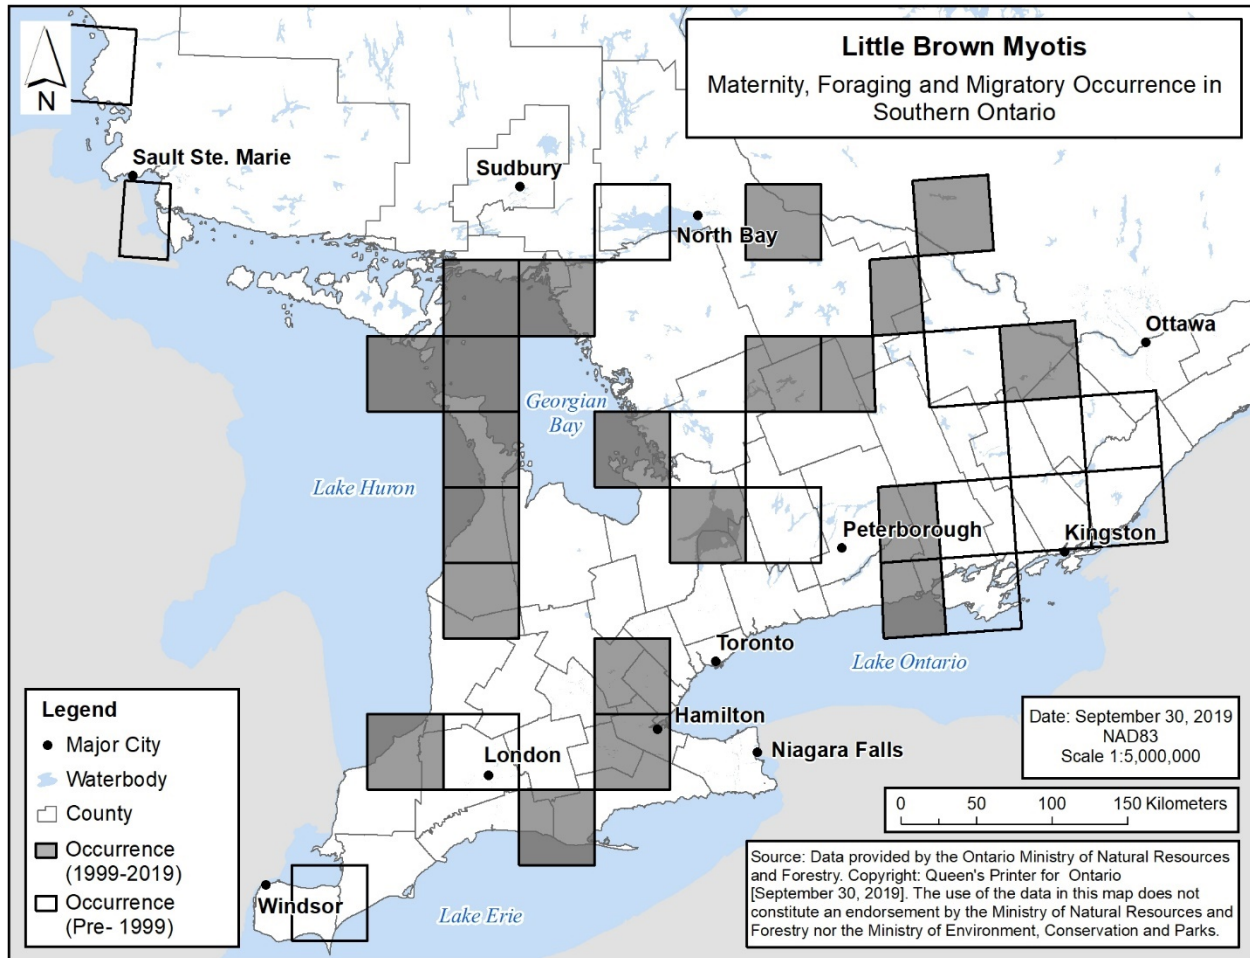 Little Brown Myotis
Maternity, Foraging and Migratory Occurrence in
Southern Ontario
N
Sault Ste. Marie
Sudbury
North Bay
Ottawa
Georgian
Bay
Lake Huron
Peterborough
Kingston
Toronto
Lake Ontario
Hamilton
Niagara Falls
London
Windsor
Lake Erie
Legend
Major City
Waterbody
County
Occurrence
(1999-2019)
Occurrence
(Pre- 1999)
Date: September 30, 2019
NAD83
Scale 1:5,000,000
0 50 100 150 Kilometers
Source: Data provided by the Ontario Ministry of Natural Resources
and Forestry. Copyright: Queen's Printer for Ontario
[September 30, 2019]. The use of the data in this map does not
constitute an endorsement by the Ministry of Natural Resources and
Forestry nor the Ministry of Environment, Conservation and Parks.